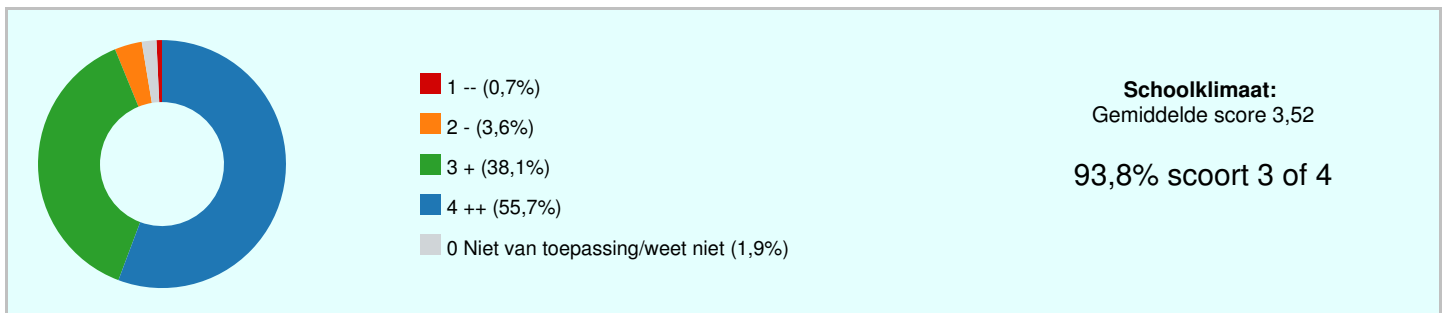 1 -- (0,7%)
2 - (3,6%)
3 + (38,1%)
4 ++ (55,7%)
0 Niet van toepassing/weet niet (1,9%)
Schoolklimaat:
Gemiddelde score 3,52
93,8% scoort 3 of 4